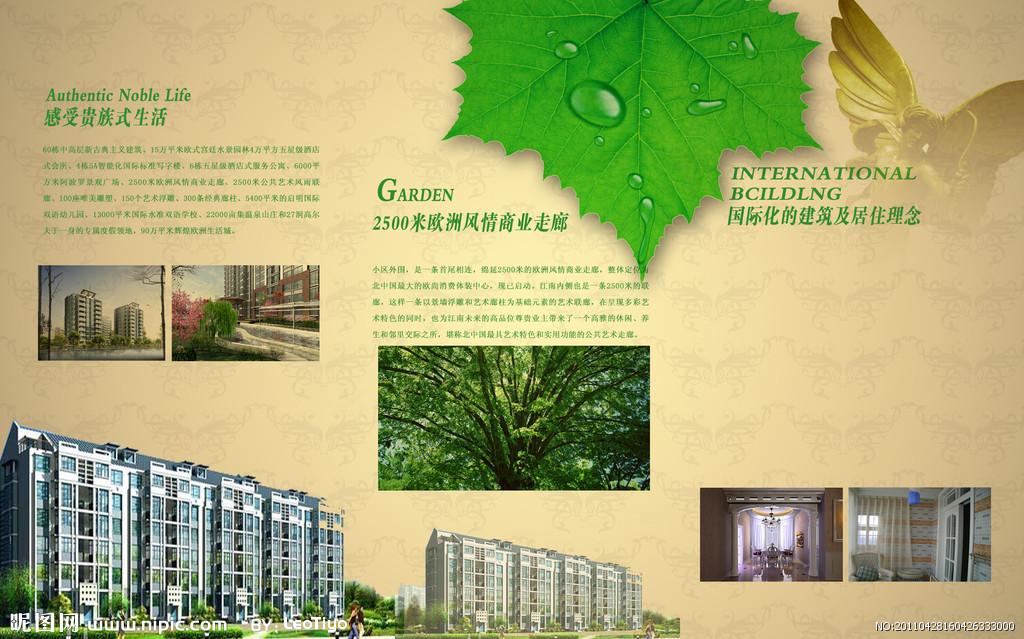 Authentic Noble Life
感受贵族式生活
60栋中高层新古典主义建筑、15万平米欧式宫廷水景园林4万平方五星级酒店
式会所、4栋5A智能化国际标准写字楼、6栋五星级酒店式服务公寓、6000平
方米阿波罗景观广场、2500米欧洲风情商业走廊、2500米公共艺术风雨联
廊、100座唯美雕塑、150个艺术浮雕、300条经典廊柱、5400平米的启明国际
双语幼儿园、13000平米国际水准双语学校、22000亩集温泉山庄和27洞高尔
夫于一身的专属度假领地，90万平米辉煌欧洲生活城。
GARDEN
2500米欧洲风情商业走廊
小区外围，是一条首尾相连，绵延2500米的欧洲风情商业走廊，整体定位为
北中国最大的欧尚消费体装中心，现已启动。江南内侧也是一条2500米的联
廊，这样一条以景墙浮雕和艺术廊柱为基础元素的艺术联廊，在呈现多彩艺
术特色的同时，也为江南未来的高品位尊贵业主带来了一个高雅的休闲、养
生和邻里交际之所，堪称北中国最具艺术特色和实用功能的公共艺术走廊。
INTERNATIONAL
BCILDLNG
国际化的建筑及居住理念
昵图网 www.nipic.com BY: LeoTiyo
NO:20110428160426333000